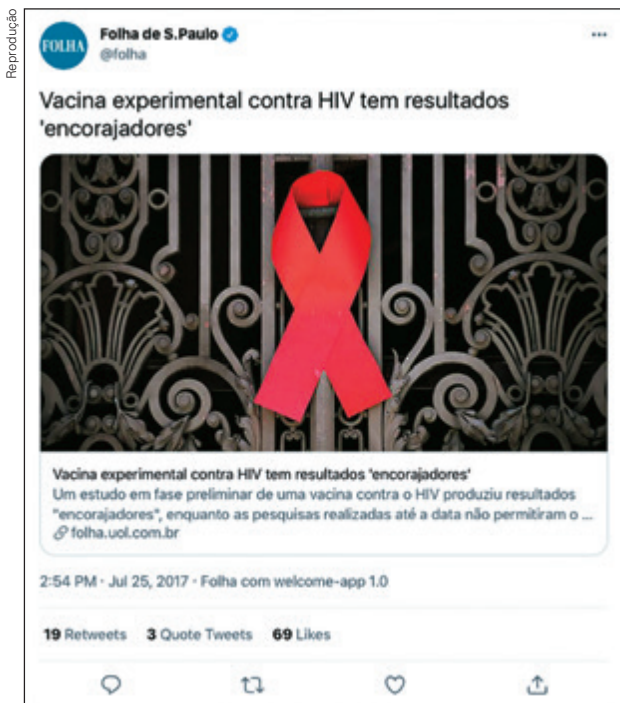 Reprodução
FOLHA
Folha de S.Paulo
@folha
Vacina experimental contra HIV tem resultados
'encorajadores'
Vacina experimental contra HIV tem resultados 'encorajadores'
Um estudo em fase preliminar de uma vacina contra o HIV produziu resultados
"encorajadores", enquanto as pesquisas realizadas até a data não permitiram o ...
folha.uol.com.br
2:54 PM · Jul 25, 2017 · Folha com welcome-app 1.0
19 Retweets 3 Quote Tweets 69 Likes